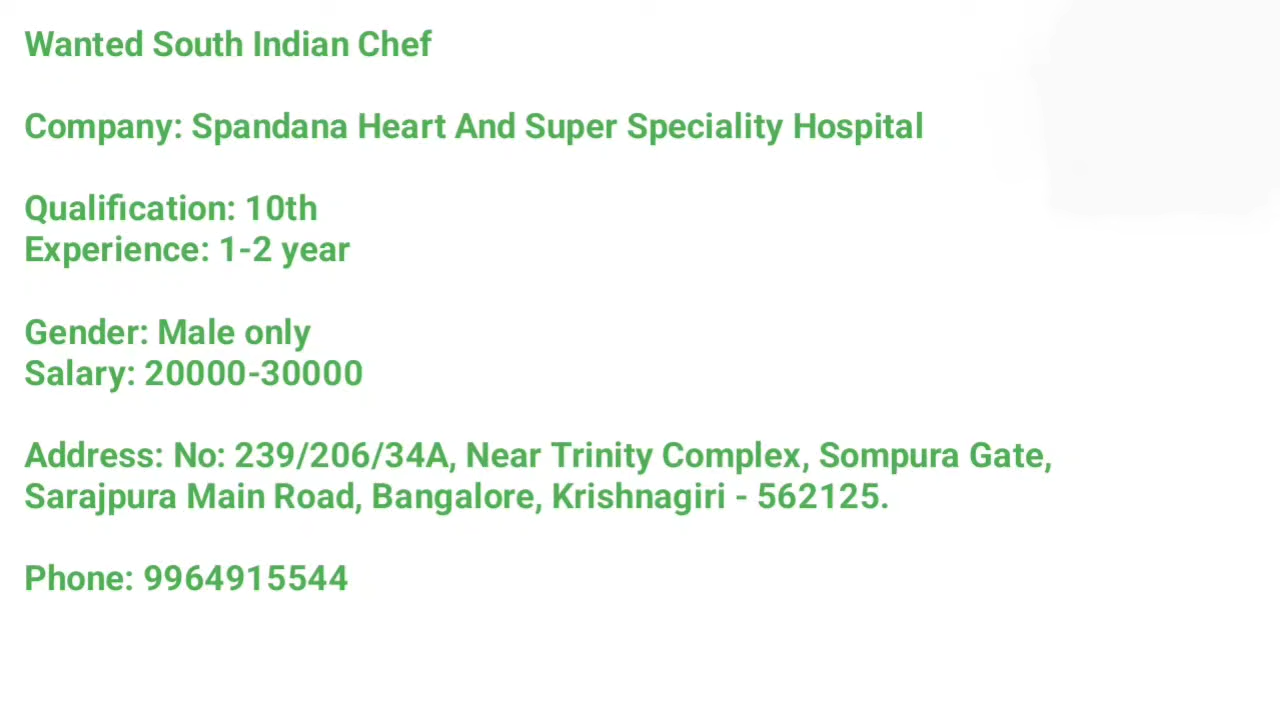 Wanted South Indian Chef
Company: Spandana Heart And Super Speciality Hospital
Qualification: 10th
Experience: 1-2 year
Gender: Male only
Salary: 20000-30000
Address: No: 239/206/34A, Near Trinity Complex, Sompura Gate,
Sarajpura Main Road, Bangalore, Krishnagiri - 562125.
Phone: 9964915544